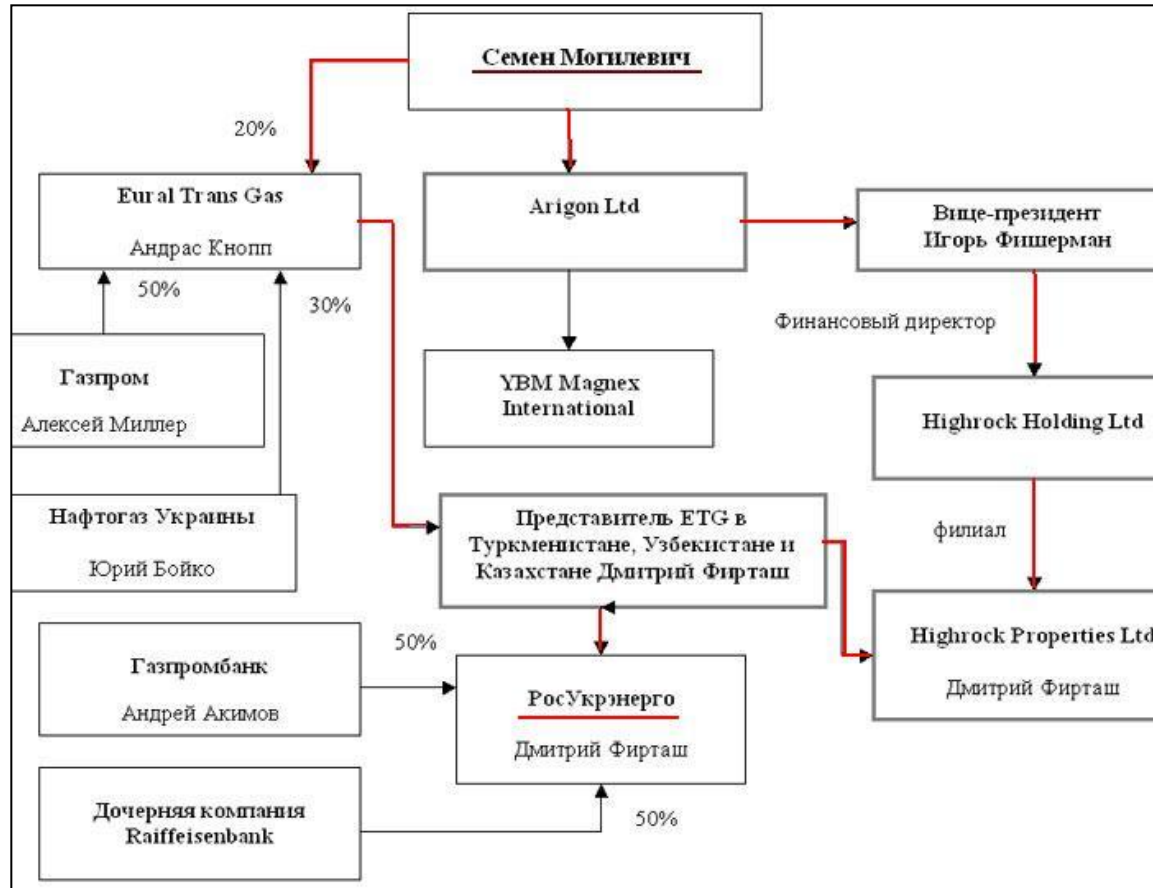 Семен Могилевич
20%
Eural Trans Gas
Андрас Кнопп
Arigon Ltd
Вице-президент
Игорь Фишерман
50%
30%
Финансовый директор
Газпром
Алексей Миллер
YBM Magnex
International
Highrock Holding Ltd
Нафтогаз Украины
Юрий Бойко
Представитель ETG в
Туркменистане, Узбекистане и
Казахстане Дмитрий Фирташ
филиал
Газпромбанк
Андрей Акимов
50%
РосУкрэнерго
Дмитрий Фирташ
Highrock Properties Ltd
Дмитрий Фирташ
Дочерняя компания
Raiffeisenbank
50%